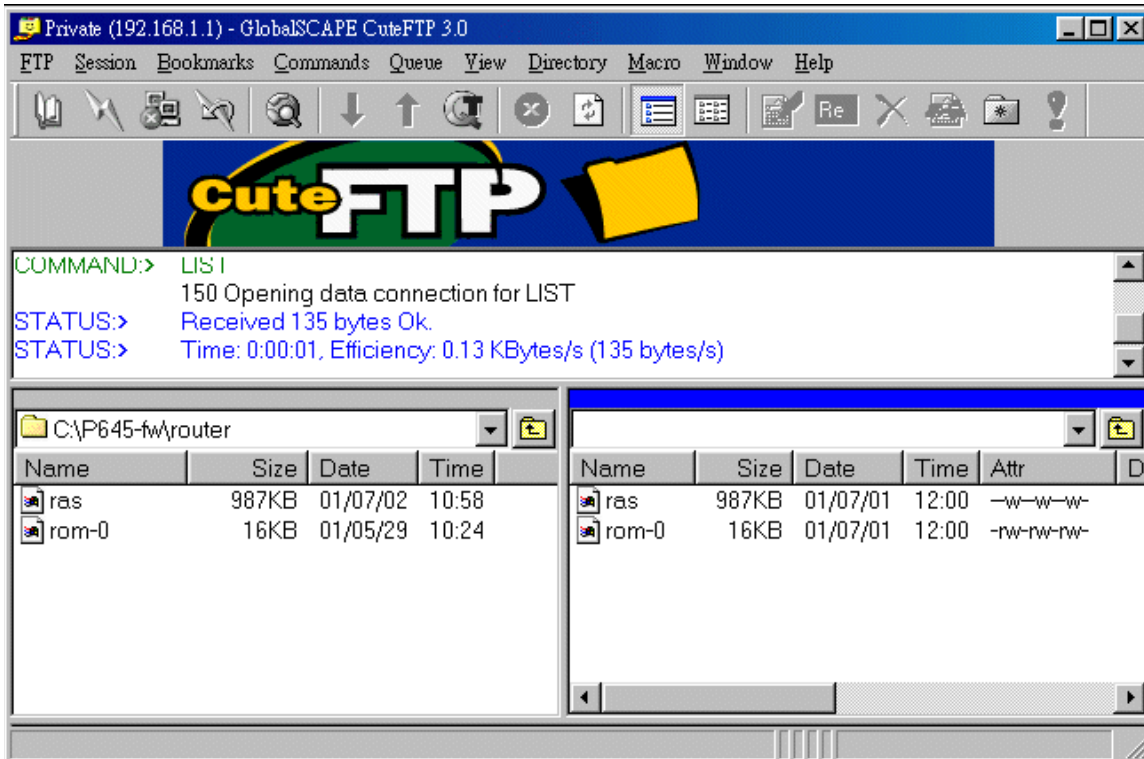 Private (192.168.1.1) - GlobalSCAPE CuteFTP 3.0
FTP Session Bookmarks Commands Queue View Directory Macro Window Help
Re
cuteFTP
COMMAND:> LIST
150 Opening data connection for LIST
STATUS:> Received 135 bytes Ok.
STATUS:> Time: 0:00:01, Efficiency: 0.13 KBytes/s (135 bytes/s)
C:\P645-fw\router
Name Size Date Time
ras 987KB 01/07/02 10:58
rom-0 16KB 01/05/29 10:24
Name Size Date Time Attr D
ras 987KB 01/07/01 12:00 --w--w--w-
rom-0 16KB 01/07/01 12:00 -rw-rw-rw-